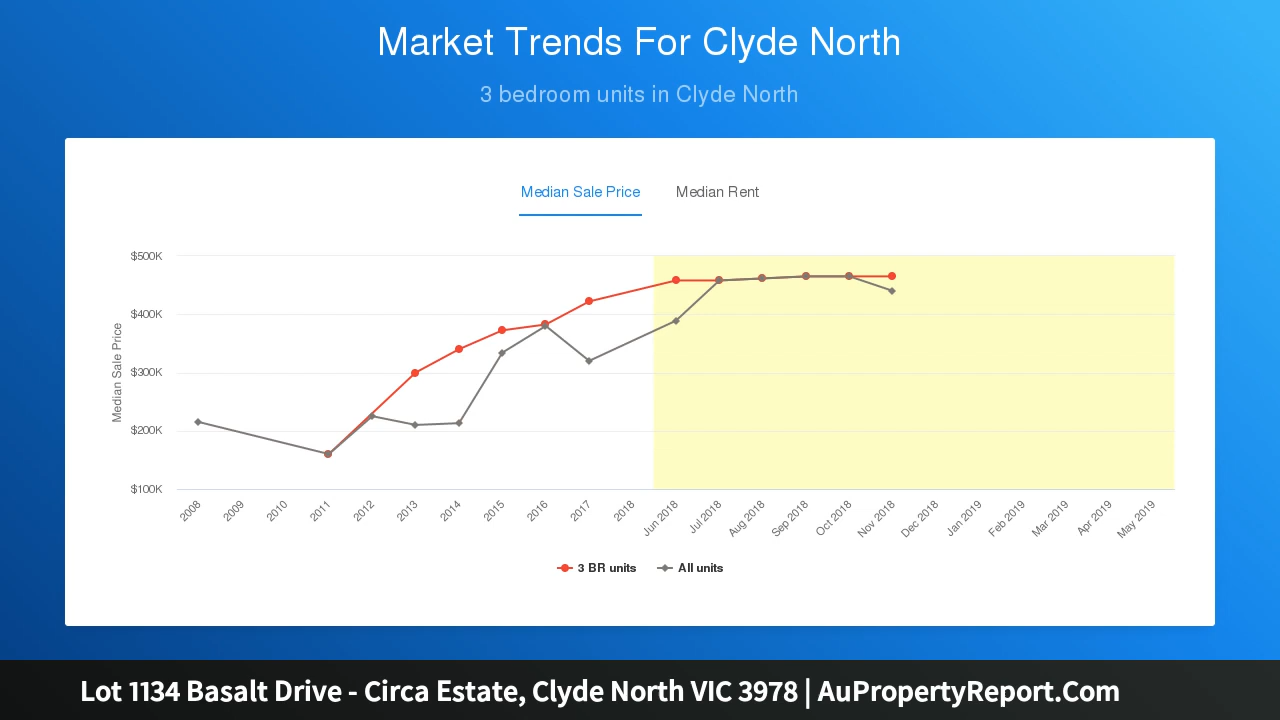 Market Trends For Clyde North
3 bedroom units in Clyde North
Median Sale Price Median Rent
$500K
$400K
$300K
$200K
$100K
Median Sale Price
2008 2009 2010 2011 2012 2013 2014 2015 2016 2017 2018 Jun 2018 Jul 2018 Aug 2018 Sep 2018 Oct 2018 Nov 2018 Dec 2018 Jan 2019 Feb 2019 Mar 2019 Apr 2019 May 2019
3 BR units All units
Lot 1134 Basalt Drive - Circa Estate, Clyde North VIC 3978 | AuPropertyReport.Com